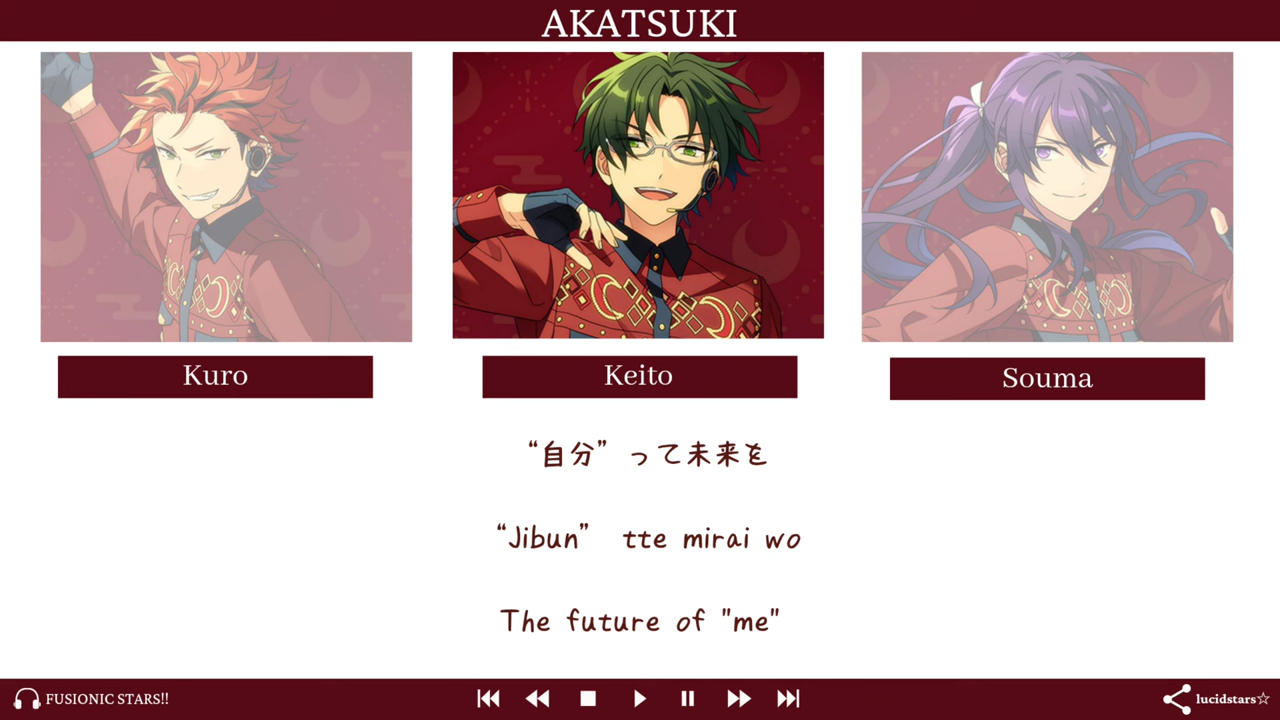 AKATSUKI
Kuro
Keito
Souma
“自分” って未来を
“Jibun” tte mirai wo
The future of "me"
FUSIONIC STARS!!
lucidstars☆